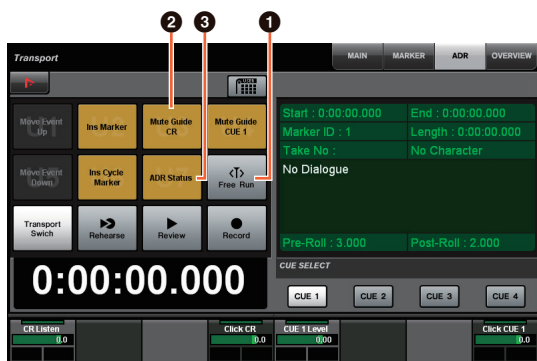 2 3 1
Transport
MAIN MARKER ADR OVERVIEW
Move Event Up
Ins Marker
Mute Guide CR
Mute Guide CUE 1
Move Event Down
Ins Cycle Marker
ADR Status
Free Run
Transport Swich
Rehearse
Review
Record
0:00:00.000
Start : 0:00:00.000 End : 0:00:00.000
Marker ID : 1 Length : 0:00:00.000
Take No : No Character
No Dialogue
Pre-Roll : 3.000 Post-Roll : 2.000
CUE SELECT
CUE 1 CUE 2 CUE 3 CUE 4
CR Listen Click CR CUE 1 Level Click CUE 1
0.0 0.0 0.00 0.0